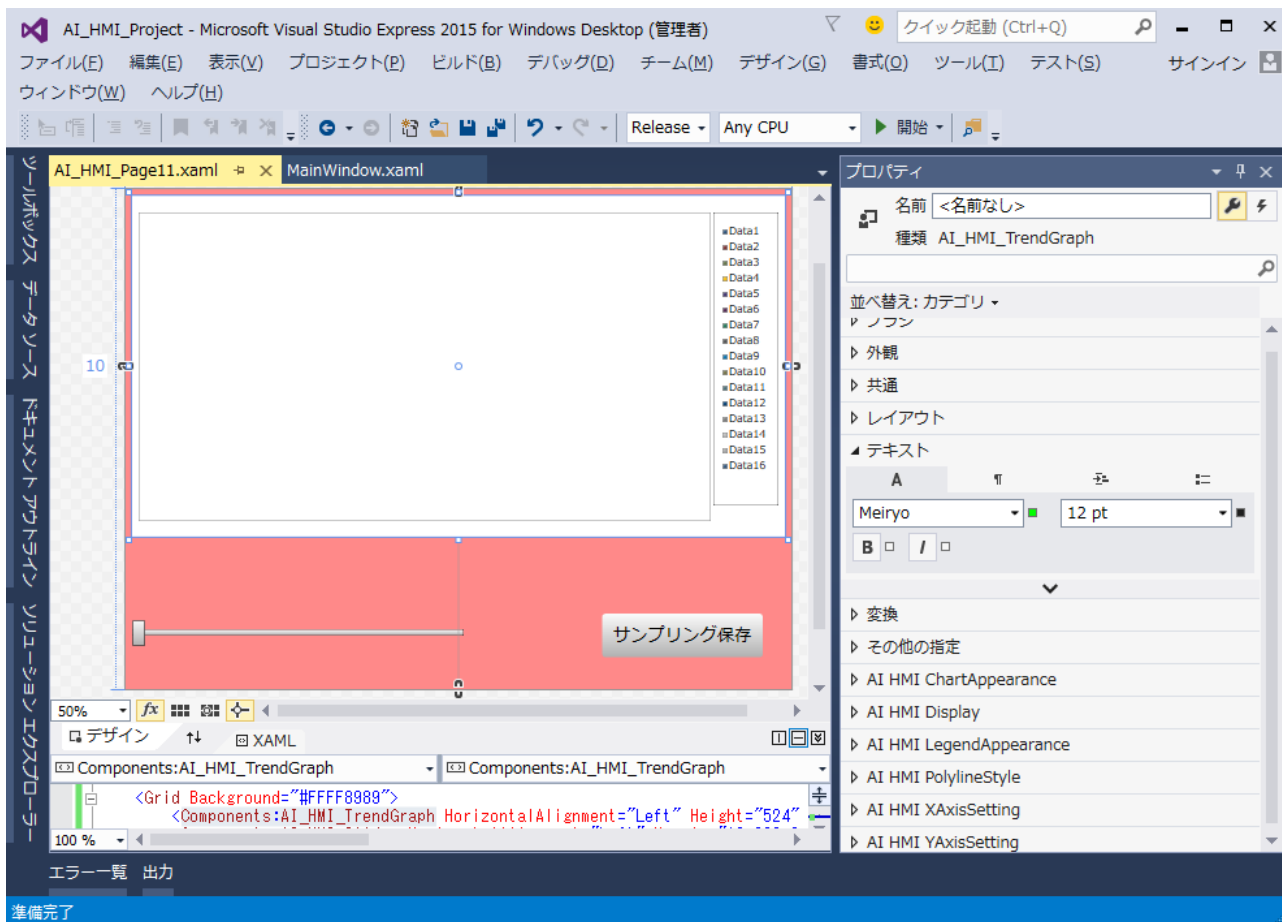 AI_HMI_Project - Microsoft Visual Studio Express 2015 for Windows Desktop (管理者)
クイック起動 (Ctrl+Q)
ファイル(F) 編集(E) 表示(V) プロジェクト(P) ビルド(B) デバッグ(D) チーム(M) デザイン(G) 書式(O) ツール(T) テスト(S) サインイン
ウィンドウ(W) ヘルプ(H)
Release Any CPU 開始
ツールボックス
データ ソース
ドキュメント アウトライン
ソリューション エクスプローラー
AI_HMI_Page11.xaml MainWindow.xaml
10
Data1
Data2
Data3
Data4
Data5
Data6
Data7
Data8
Data9
Data10
Data11
Data12
Data13
Data14
Data15
Data16
サンプリング保存
50% fx
デザイン XAML
Components:AI_HMI_TrendGraph Components:AI_HMI_TrendGraph
<Grid Background="#FFFF8989">
<Components:AI_HMI_TrendGraph HorizontalAlignment="Left" Height="524"
100 %
プロパティ
名前 <名前なし>
種類 AI_HMI_TrendGraph
並べ替え: カテゴリ
ブラシ
外観
共通
レイアウト
テキスト
A ¶
Meiryo 12 pt
B I
変換
その他の指定
AI HMI ChartAppearance
AI HMI Display
AI HMI LegendAppearance
AI HMI PolylineStyle
AI HMI XAxisSetting
AI HMI YAxisSetting
エラー一覧 出力
準備完了